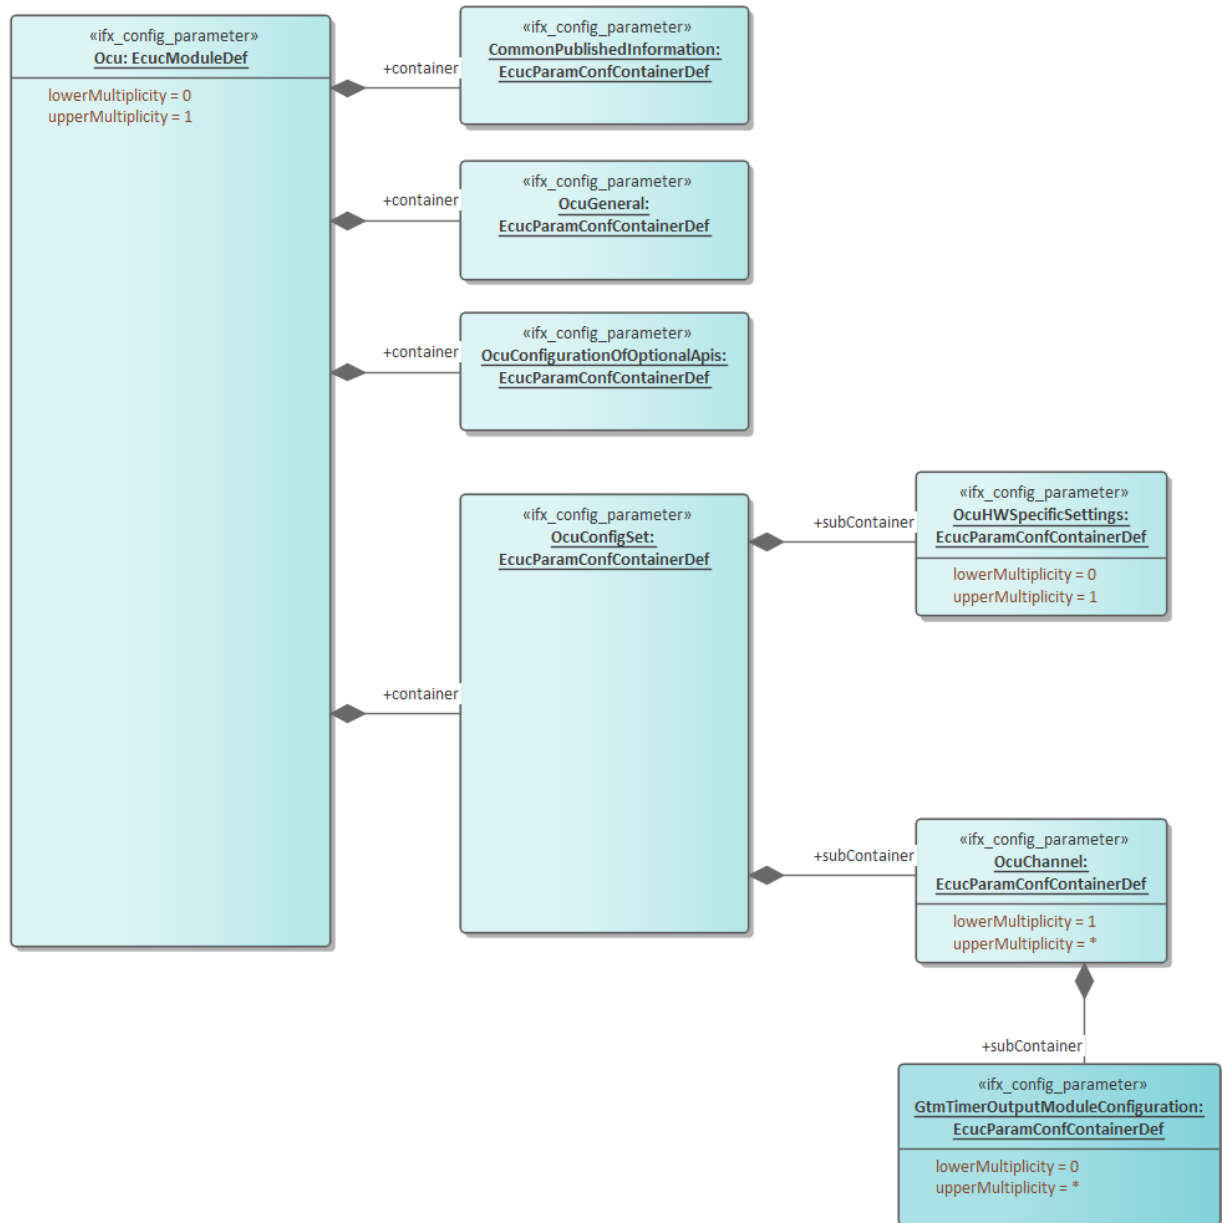 «ifx_config_parameter»
Ocu: EcucModuleDef
lowerMultiplicity = 0
upperMultiplicity = 1
+container
«ifx_config_parameter»
CommonPublishedInformation:
EcucParamConfContainerDef
+container
«ifx_config_parameter»
OcuGeneral:
EcucParamConfContainerDef
+container
«ifx_config_parameter»
OcuConfigurationOfOptionalApis:
EcucParamConfContainerDef
+container
«ifx_config_parameter»
OcuConfigSet:
EcucParamConfContainerDef
+subContainer
«ifx_config_parameter»
OcuHWSpecificSettings:
EcucParamConfContainerDef
lowerMultiplicity = 0
upperMultiplicity = 1
+subContainer
«ifx_config_parameter»
OcuChannel:
EcucParamConfContainerDef
lowerMultiplicity = 1
upperMultiplicity = *
+subContainer
«ifx_config_parameter»
GtmTimerOutputModuleConfiguration:
EcucParamConfContainerDef
lowerMultiplicity = 0
upperMultiplicity = *